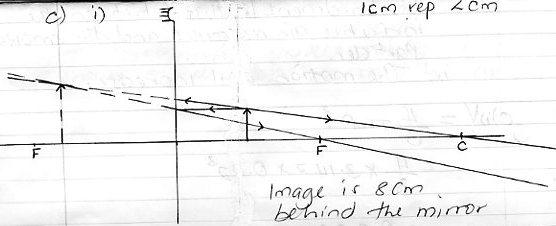 c) i)
1cm rep 2cm
F
F
C
Image is 8cm
behind the mirror